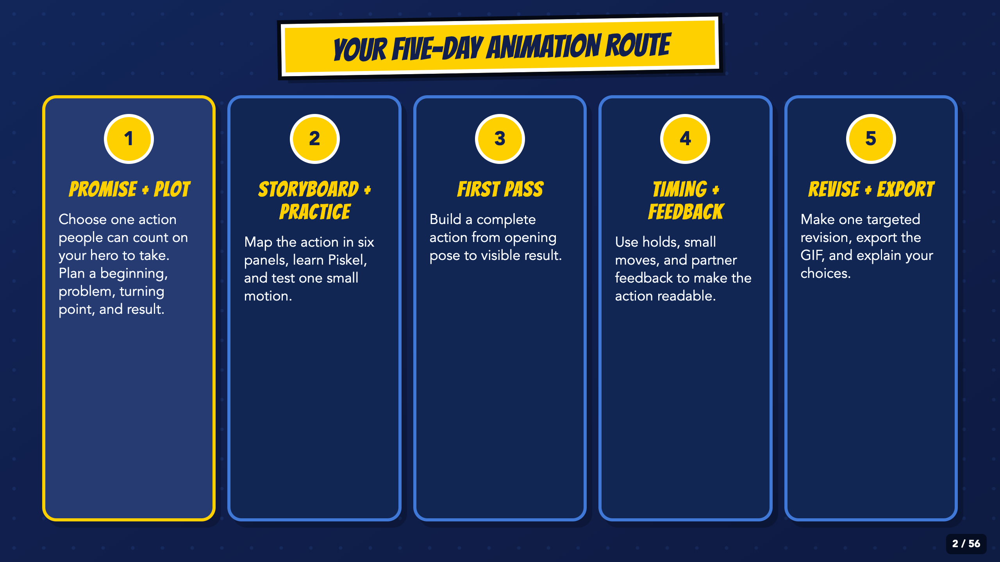 YOUR FIVE-DAY ANIMATION ROUTE
1
PROMISE + PLOT
Choose one action
people can count on
your hero to take.
Plan a beginning,
problem, turning
point, and result.
2
STORYBOARD +
PRACTICE
Map the action in six
panels, learn Piskel,
and test one small
motion.
3
FIRST PASS
Build a complete
action from opening
pose to visible result.
4
TIMING +
FEEDBACK
Use holds, small
moves, and partner
feedback to make the
action readable.
5
REVISE + EXPORT
Make one targeted
revision, export the
GIF, and explain your
choices.
2 / 56